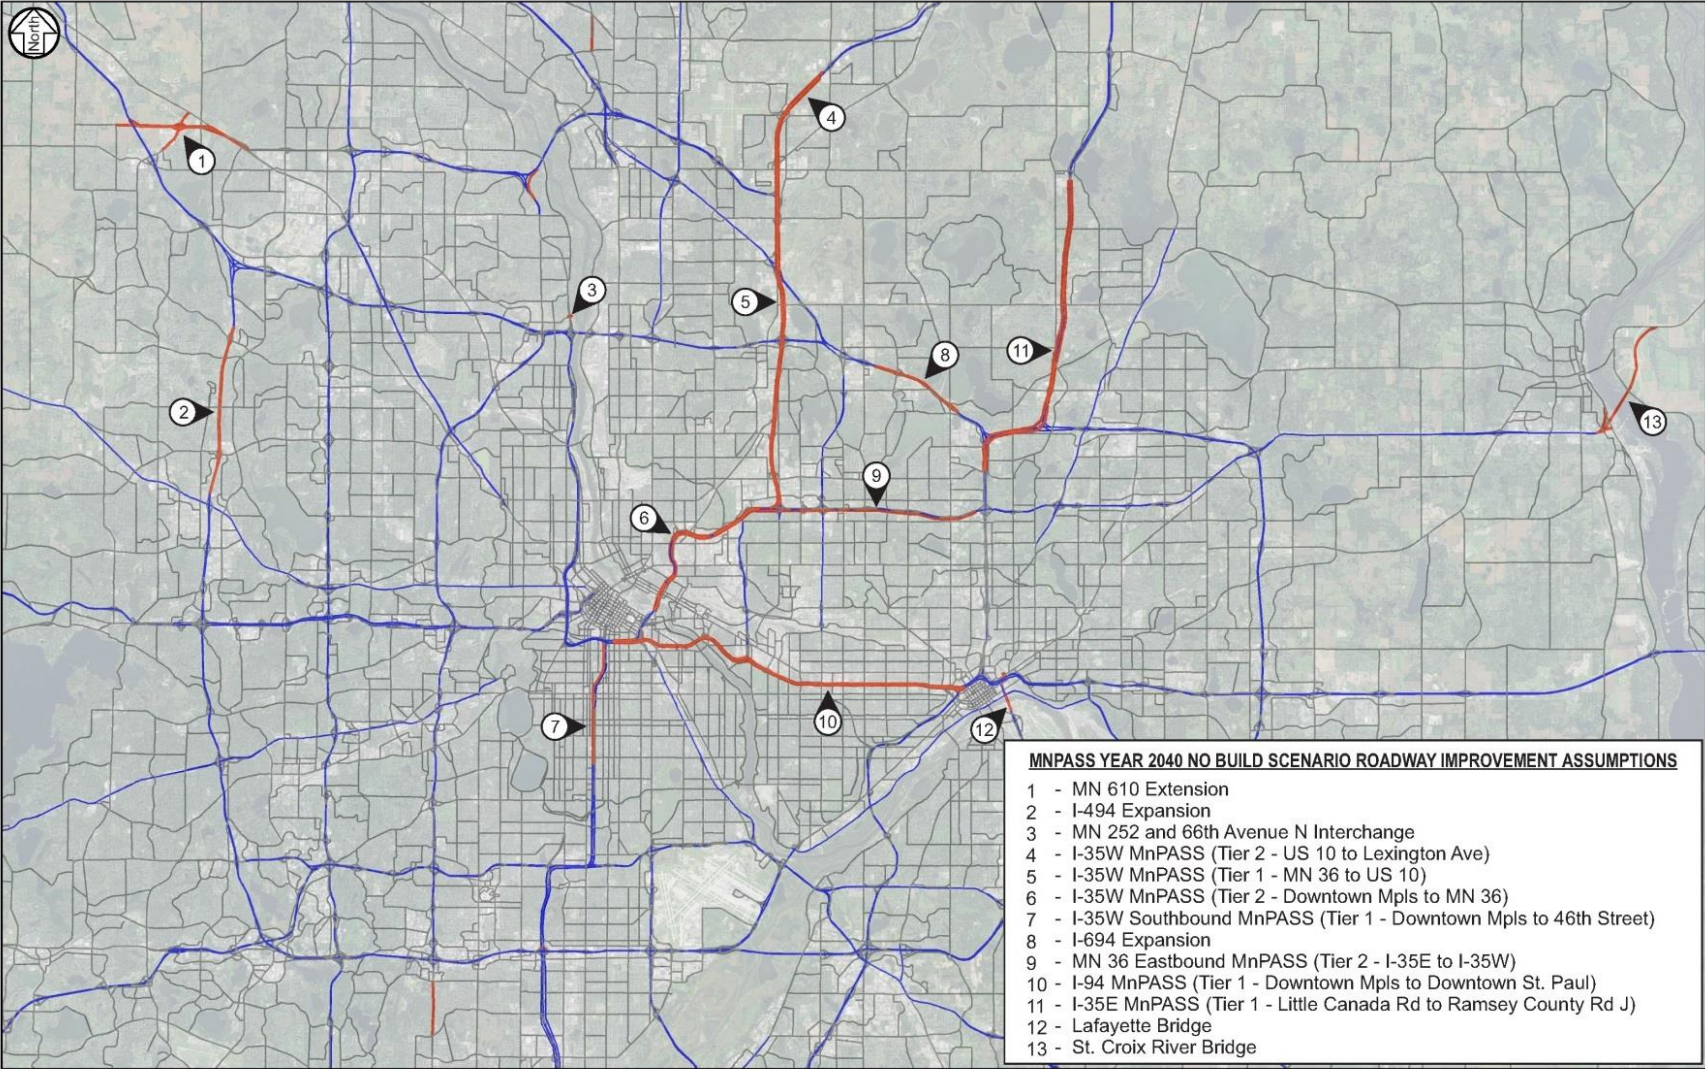 North
1
4
3
5
8
11
2
13
9
6
7
10
12
MNPASS YEAR 2040 NO BUILD SCENARIO ROADWAY IMPROVEMENT ASSUMPTIONS
1 - MN 610 Extension
2 - I-494 Expansion
3 - MN 252 and 66th Avenue N Interchange
4 - I-35W MnPASS (Tier 2 - US 10 to Lexington Ave)
5 - I-35W MnPASS (Tier 1 - MN 36 to US 10)
6 - I-35W MnPASS (Tier 2 - Downtown Mpls to MN 36)
7 - I-35W Southbound MnPASS (Tier 1 - Downtown Mpls to 46th Street)
8 - I-694 Expansion
9 - MN 36 Eastbound MnPASS (Tier 2 - I-35E to I-35W)
10 - I-94 MnPASS (Tier 1 - Downtown Mpls to Downtown St. Paul)
11 - I-35E MnPASS (Tier 1 - Little Canada Rd to Ramsey County Rd J)
12 - Lafayette Bridge
13 - St. Croix River Bridge